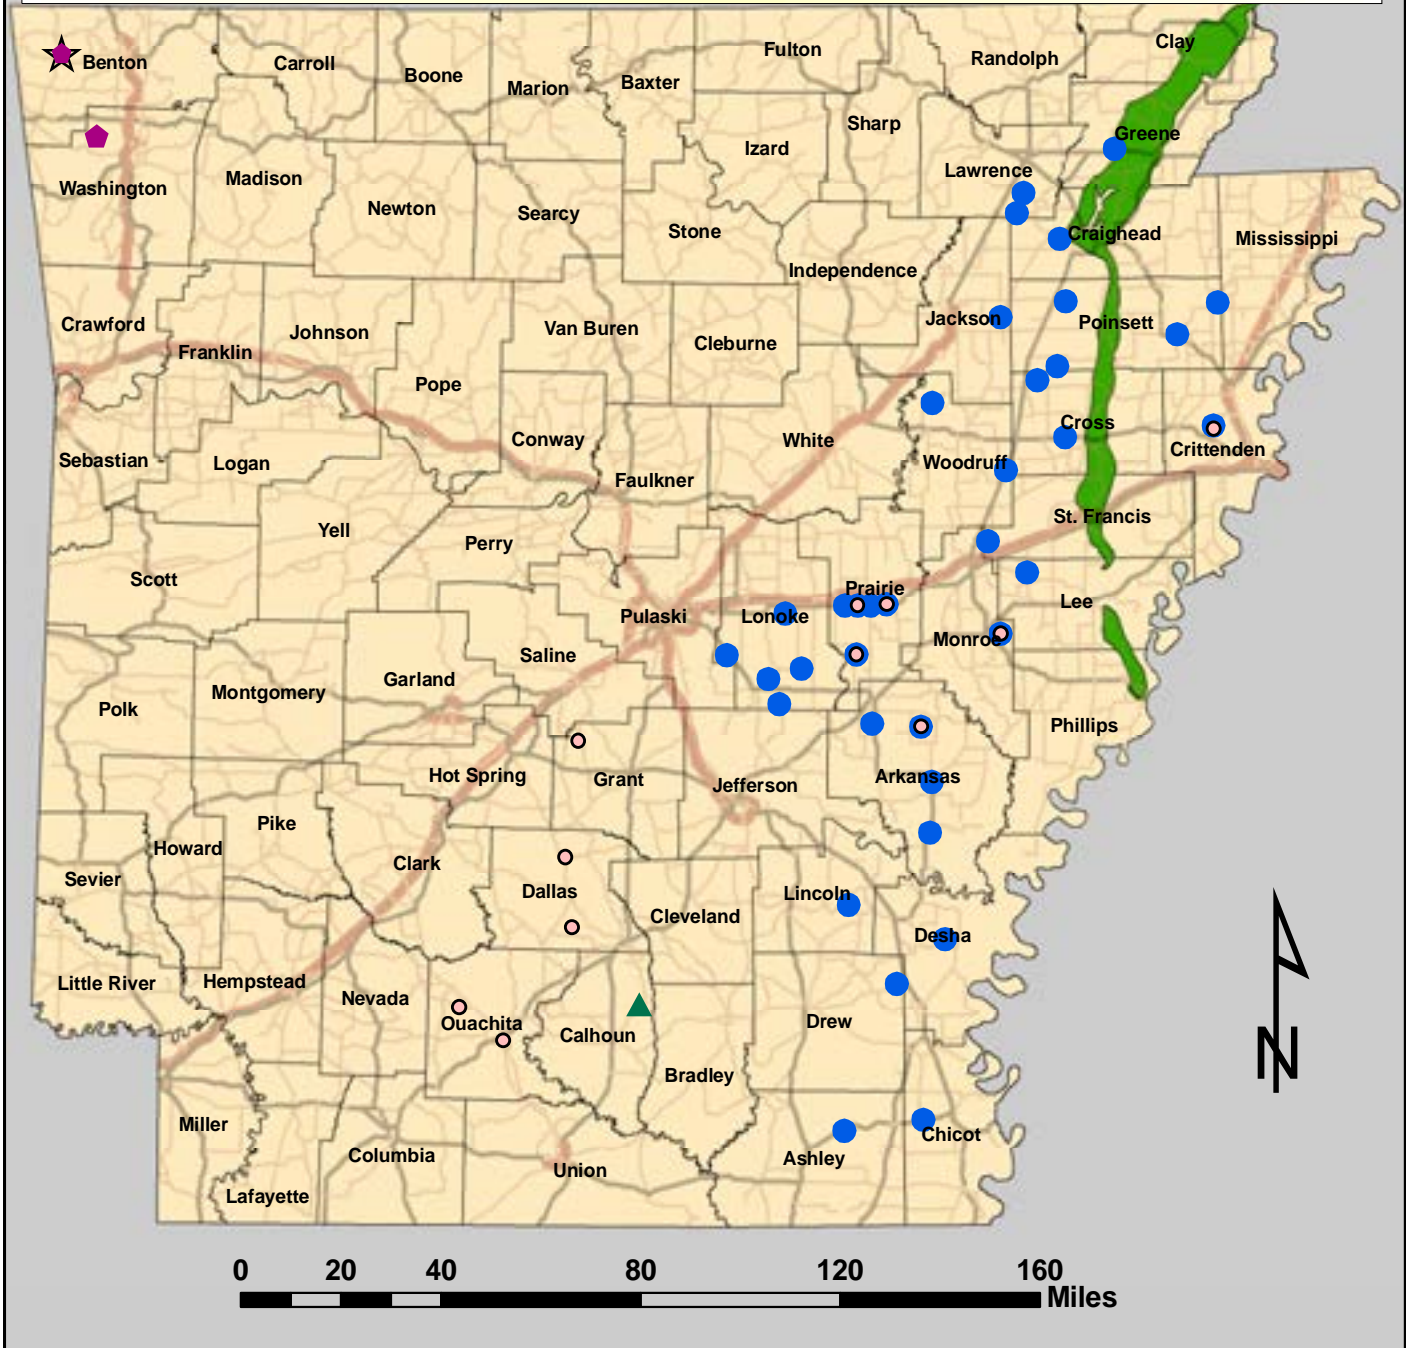 Clay
Fulton
Randolph
Benton
Carroll
Boone
Marion
Baxter
Sharp
Greene
Izard
Lawrence
Washington
Madison
Newton
Searcy
Stone
Craighead
Mississippi
Independence
Crawford
Johnson
Van Buren
Jackson
Poinsett
Franklin
Cleburne
Pope
Cross
Conway
White
Crittenden
Sebastian
Logan
Woodruff
Faulkner
St. Francis
Yell
Perry
Scott
Prairie
Lee
Pulaski
Lonoke
Monroe
Saline
Garland
Montgomery
Polk
Phillips
Hot Spring
Grant
Jefferson
Arkansas
Pike
Howard
Clark
Sevier
Dallas
Lincoln
Cleveland
Desha
Little River
Hempstead
Nevada
Ouachita
Calhoun
Drew
Bradley
N
Miller
Columbia
Chicot
Ashley
Union
Lafayette
0 20 40 80 120 160
Miles